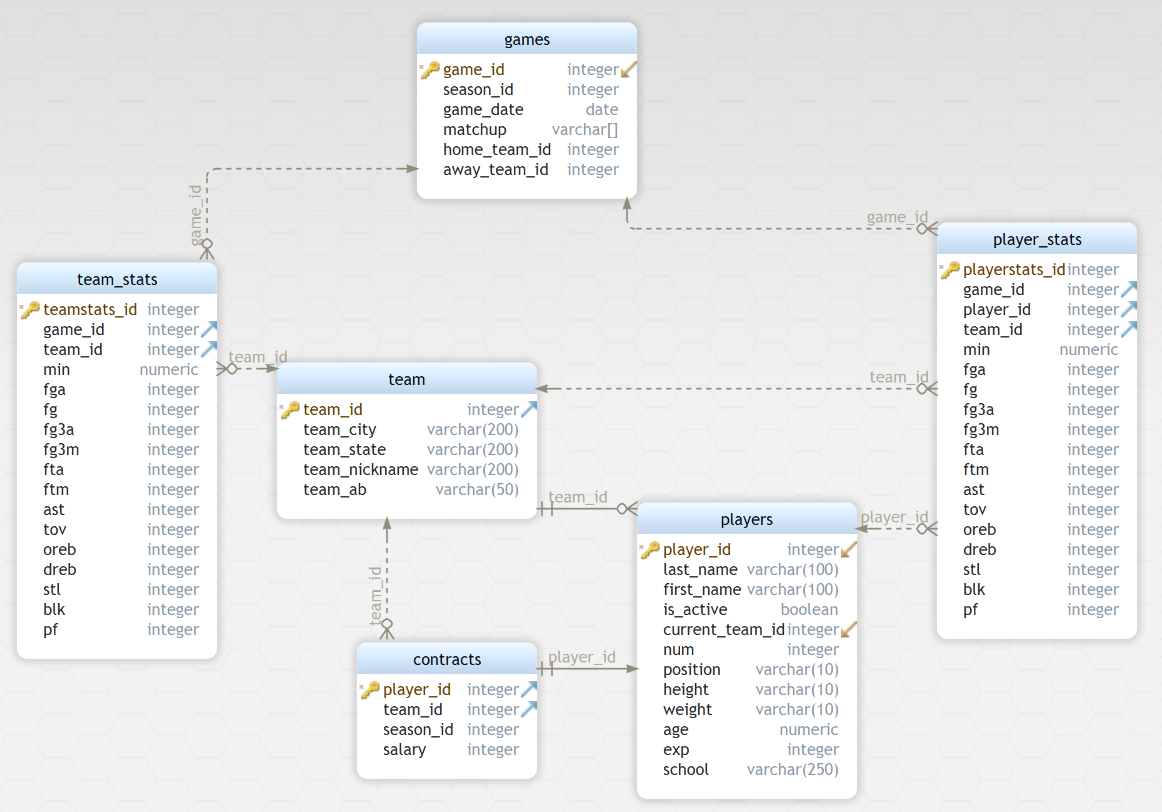 games
game_id integer
season_id integer
game_date date
matchup varchar[]
home_team_id integer
away_team_id integer
game_id
game_id
player_stats
playerstats_id integer
game_id integer
player_id integer
team_id integer
min numeric
fga integer
fg integer
fg3a integer
fg3m integer
fta integer
ftm integer
ast integer
tov integer
oreb integer
dreb integer
stl integer
blk integer
pf integer
team_stats
teamstats_id integer
game_id integer
team_id integer
min numeric
fga integer
fg integer
fg3a integer
fg3m integer
fta integer
ftm integer
ast integer
tov integer
oreb integer
dreb integer
stl integer
blk integer
pf integer
team_id
team
team_id integer
team_city varchar(200)
team_state varchar(200)
team_nickname varchar(200)
team_ab varchar(50)
team_id
team_id
player_id
players
player_id integer
last_name varchar(100)
first_name varchar(100)
is_active boolean
current_team_id integer
num integer
position varchar(10)
height varchar(10)
weight varchar(10)
age numeric
exp integer
school varchar(250)
team_id
contracts
player_id integer
team_id integer
season_id integer
salary integer
player_id